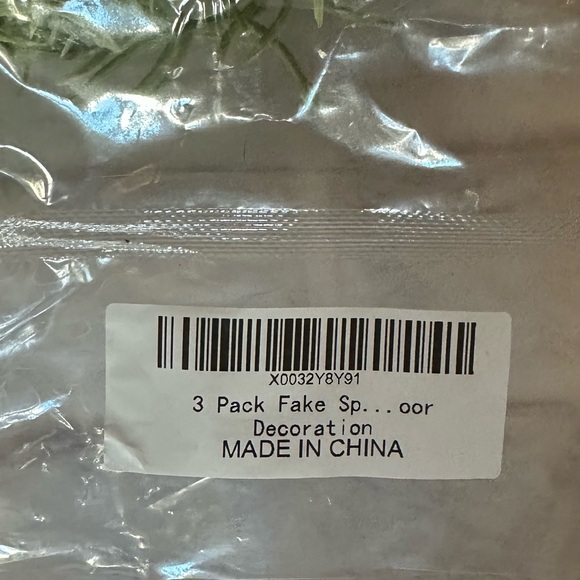 X0032Y8Y91
3 Pack Fake Sp...oor
Decoration
MADE IN CHINA